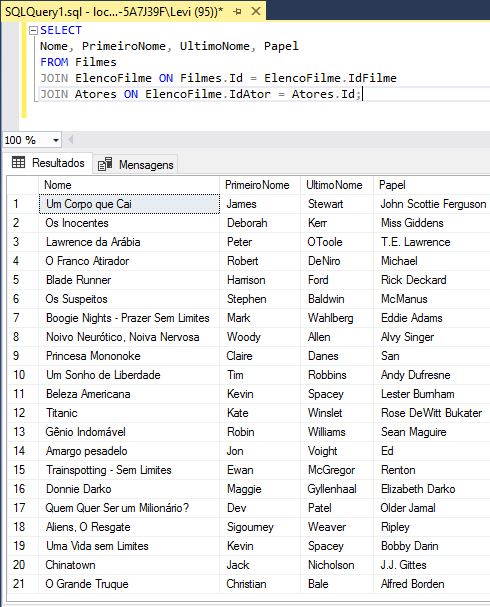 SQLQuery1.sql - loc...-5A7J39F\Levi (95))*
SELECT
Nome, PrimeiroNome, UltimoNome, Papel
FROM Filmes
JOIN ElencoFilme ON Filmes.Id = ElencoFilme.IdFilme
JOIN Atores ON ElencoFilme.IdAtor = Atores.Id;
100 %
Resultados Mensagens
Nome PrimeiroNome UltimoNome Papel
1 Um Corpo que Cai James Stewart John Scottie Ferguson
2 Os Inocentes Deborah Kerr Miss Giddens
3 Lawrence da Arábia Peter OToole T.E. Lawrence
4 O Franco Atirador Robert DeNiro Michael
5 Blade Runner Harrison Ford Rick Deckard
6 Os Suspeitos Stephen Baldwin McManus
7 Boogie Nights - Prazer Sem Limites Mark Wahlberg Eddie Adams
8 Noivo Neurótico, Noiva Nervosa Woody Allen Alvy Singer
9 Princesa Mononoke Claire Danes San
10 Um Sonho de Liberdade Tim Robbins Andy Dufresne
11 Beleza Americana Kevin Spacey Lester Burnham
12 Titanic Kate Winslet Rose DeWitt Bukater
13 Gênio Indomável Robin Williams Sean Maguire
14 Amargo pesadelo Jon Voight Ed
15 Trainspotting - Sem Limites Ewan McGregor Renton
16 Donnie Darko Maggie Gyllenhaal Elizabeth Darko
17 Quem Quer Ser um Milionário? Dev Patel Older Jamal
18 Aliens, O Resgate Sigourney Weaver Ripley
19 Uma Vida sem Limites Kevin Spacey Bobby Darin
20 Chinatown Jack Nicholson J.J. Gittes
21 O Grande Truque Christian Bale Alfred Borden